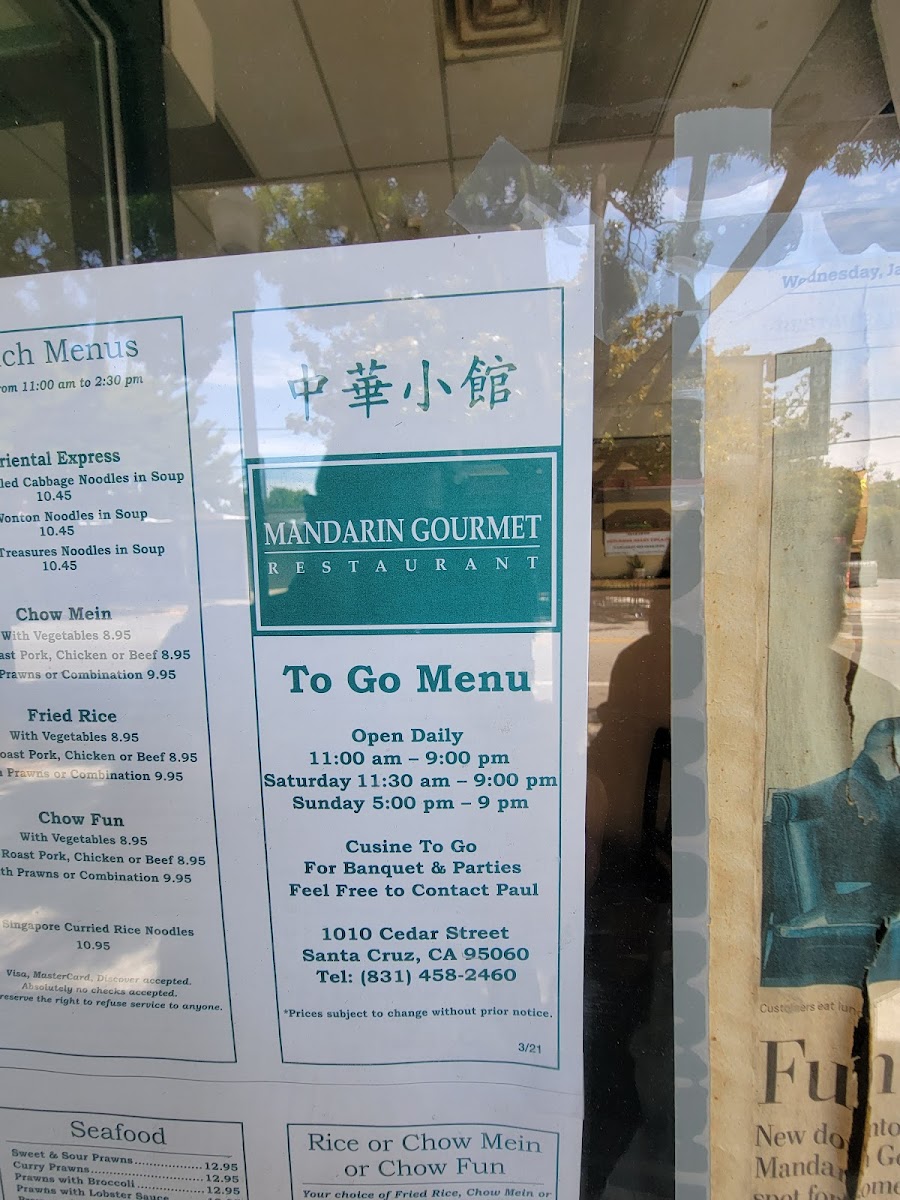 ch Menus
om 11:00 am to 2:30 pm
riental Express
led Cabbage Noodles in Soup
10.45
Wonton Noodles in Soup
10.45
Treasures Noodles in Soup
10.45
Chow Mein
With Vegetables 8.95
ast Pork, Chicken or Beef 8.95
Prawns or Combination 9.95
Fried Rice
With Vegetables 8.95
oast Pork, Chicken or Beef 8.95
Prawns or Combination 9.95
Chow Fun
With Vegetables 8.95
Roast Pork, Chicken or Beef 8.95
th Prawns or Combination 9.95
Singapore Curried Rice Noodles
10.95
Visa, MasterCard, Discover accepted.
Absolutely no checks accepted.
reserve the right to refuse service to anyone.
Seafood
Sweet & Sour Prawns 12.95
Curry Prawns 12.95
Prawns with Broccoli 12.95
Prawns with Lobster Sauce
中華小館
MANDARIN GOURMET
RESTAURANT
To Go Menu
Open Daily
11:00 am – 9:00 pm
Saturday 11:30 am – 9:00 pm
Sunday 5:00 pm – 9 pm
Cusine To Go
For Banquet & Parties
Feel Free to Contact Paul
1010 Cedar Street
Santa Cruz, CA 95060
Tel: (831) 458-2460
*Prices subject to change without prior notice.
3/21
Rice or Chow Mein
or Chow Fun
Your choice of Fried Rice, Chow Mein or
Wednesday, Ja
Customers eat lun
Fun
New do
Manda